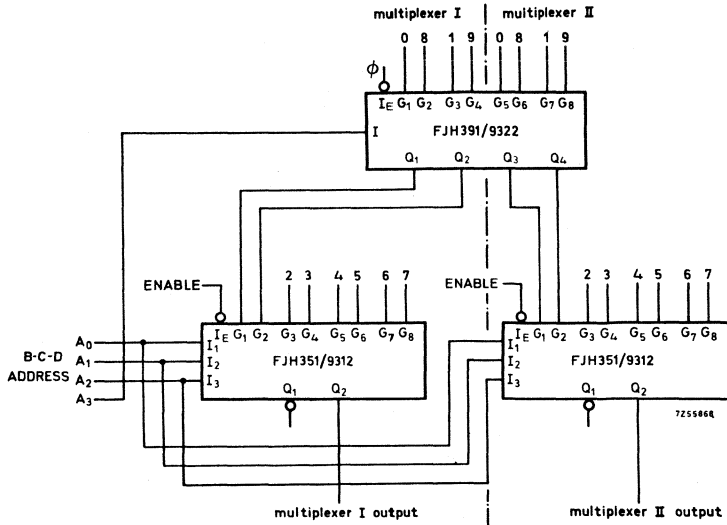 multiplexer I multiplexer II
0 8 1 9 0 8 1 9
ϕ
I_E G1 G2 G3 G4 G5 G6 G7 G8
I FJH391/9322
Q1 Q2 Q3 Q4
2 3 4 5 6 7
2 3 4 5 6 7
ENABLE
ENABLE
I_E G1 G2 G3 G4 G5 G6 G7 G8
I_E G1 G2 G3 G4 G5 G6 G7 G8
A0
A1
A2
A3
B-C-D
ADDRESS
I1
I2
I3
FJH351/9312
Q1 Q2
I1
I2
I3
FJH351/9312
Q1 Q2
7Z55868
multiplexer I output
multiplexer II output